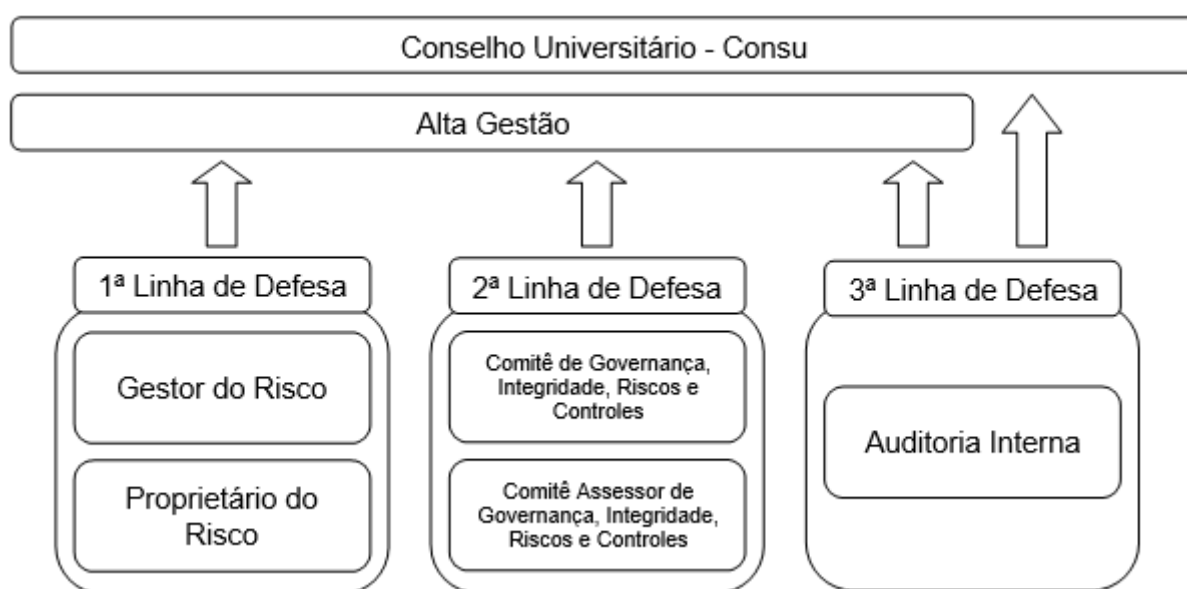 Conselho Universitário - Consu
Alta Gestão
1ª Linha de Defesa
Gestor do Risco
Proprietário do
Risco
2ª Linha de Defesa
Comitê de Governança,
Integridade, Riscos e
Controles
Comitê Assessor de
Governança, Integridade,
Riscos e Controles
3ª Linha de Defesa
Auditoria Interna